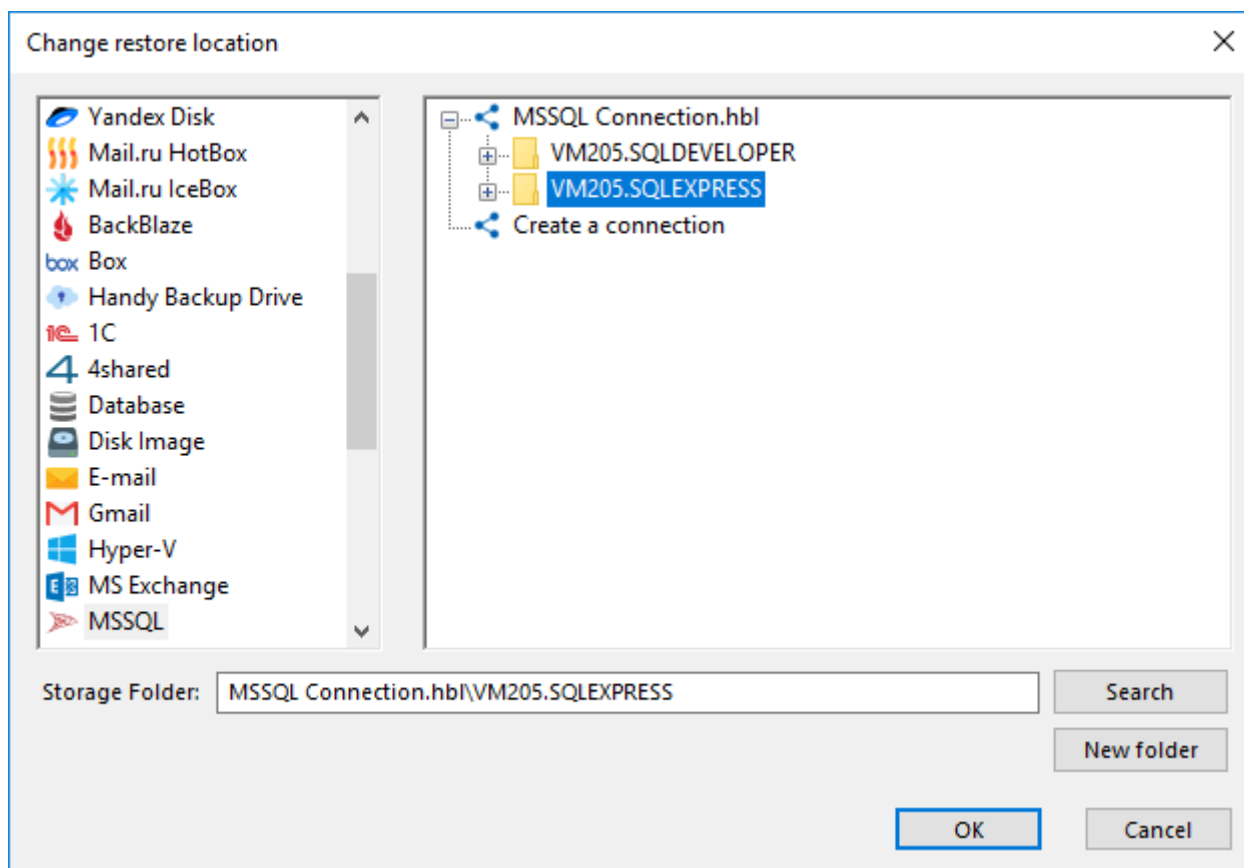 Change restore location
Yandex Disk
Mail.ru HotBox
Mail.ru IceBox
BackBlaze
box Box
Handy Backup Drive
1C 1C
4shared
Database
Disk Image
E-mail
Gmail
Hyper-V
MS Exchange
MSSQL
MSSQL Connection.hbl
VM205.SQLDEVELOPER
VM205.SQLEXPRESS
Create a connection
Storage Folder: MSSQL Connection.hbl\VM205.SQLEXPRESS Search
New folder
OK Cancel